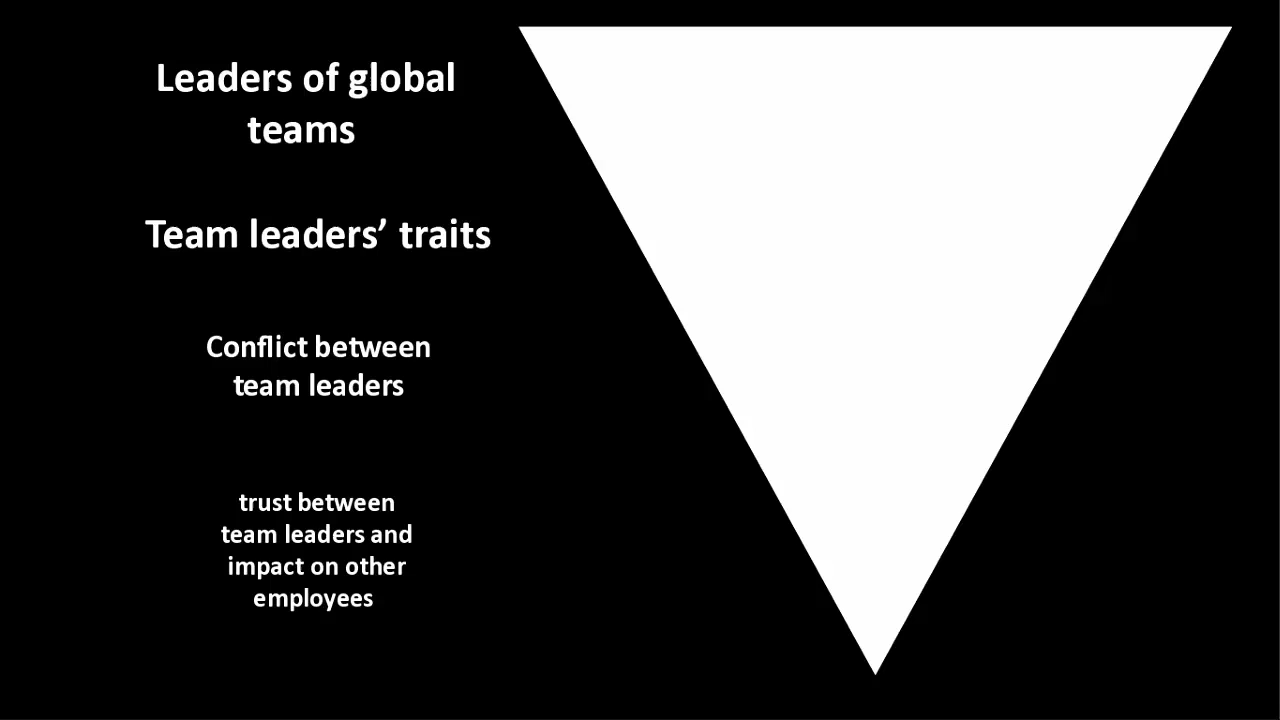 Leaders of global
teams
Team leaders’ traits
Conflict between
team leaders
trust between
team leaders and
impact on other
employees